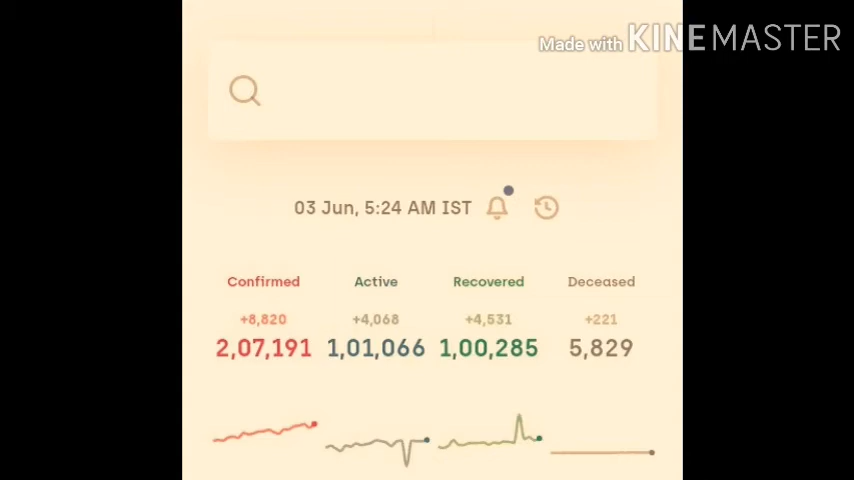 Made with KINEMASTER
03 Jun, 5:24 AM IST
Confirmed Active Recovered Deceased
+8,820 +4,068 +4,531 +221
2,07,191 1,01,066 1,00,285 5,829